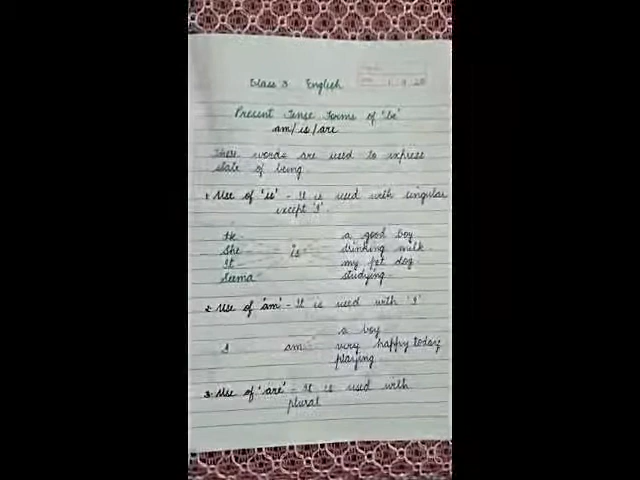 Class 3 English
Present Tense Forms of 'be'
am/is/are
These words are used to express
state of being
1. Use of 'is' - It is used with singular
except 'I'.
He
She
It
Seema
is
a good boy
drinking milk
my pet dog
studying
2. Use of 'am' - It is used with 'I'
I
am
a boy
very happy today
playing
3. Use of 'are' - It is used with
plural